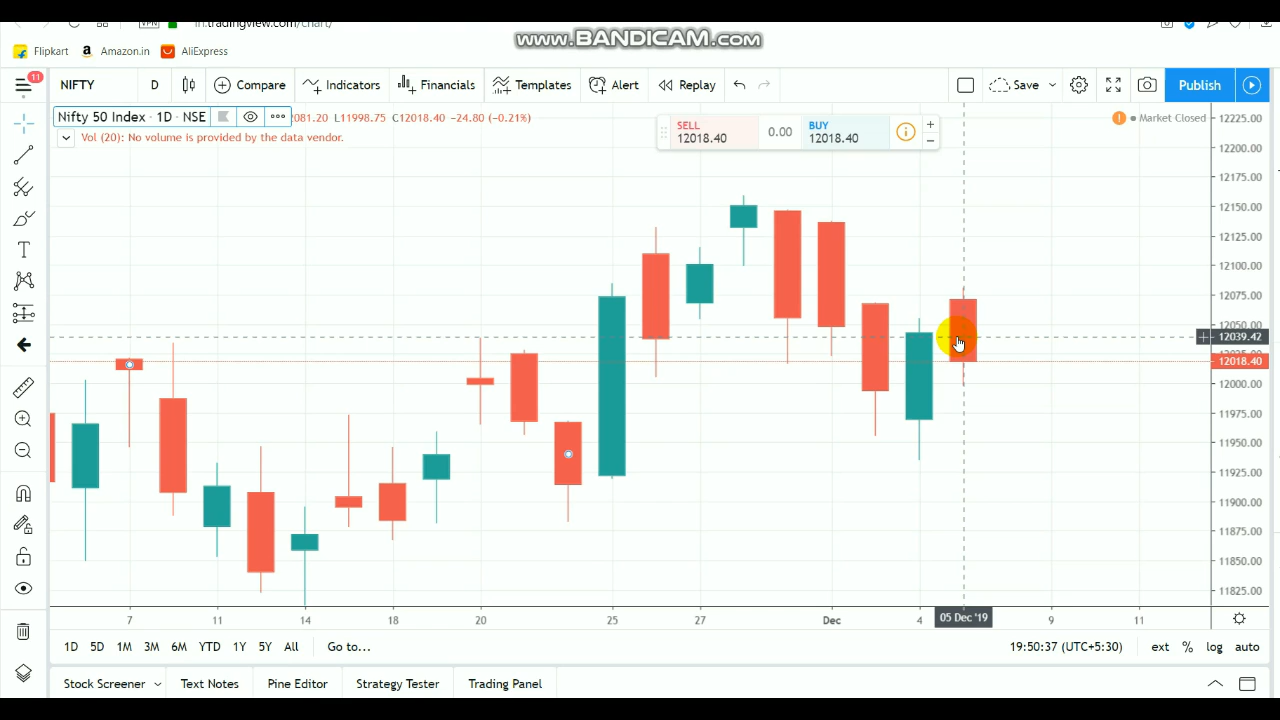 VPN in.tradingview.com/chart/
www.BANDICAM.com
Flipkart Amazon.in AliExpress
11
NIFTY D Compare Indicators Financials Templates Alert Replay Save Publish
Nifty 50 Index · 1D · NSE 081.20 L11998.75 C12018.40 −24.80 (−0.21%)
SELL 12018.40 0.00 BUY 12018.40
Market Closed
Vol (20): No volume is provided by the data vendor.
12225.00
12200.00
12175.00
12150.00
12125.00
12100.00
12075.00
12050.00
12039.42
12018.40
12000.00
11975.00
11950.00
11925.00
11900.00
11875.00
11850.00
11825.00
7 11 14 18 20 25 27 Dec 4 05 Dec '19 9 11
1D 5D 1M 3M 6M YTD 1Y 5Y All Go to... 19:50:37 (UTC+5:30) ext % log auto
Stock Screener Text Notes Pine Editor Strategy Tester Trading Panel